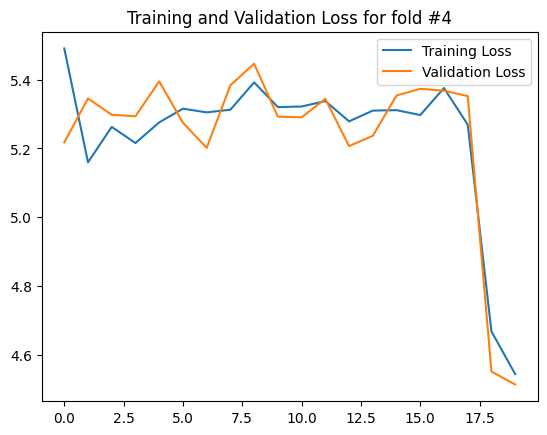 Training and Validation Loss for fold #4
Training Loss
Validation Loss
5.4
5.2
5.0
4.8
4.6
0.0 2.5 5.0 7.5 10.0 12.5 15.0 17.5